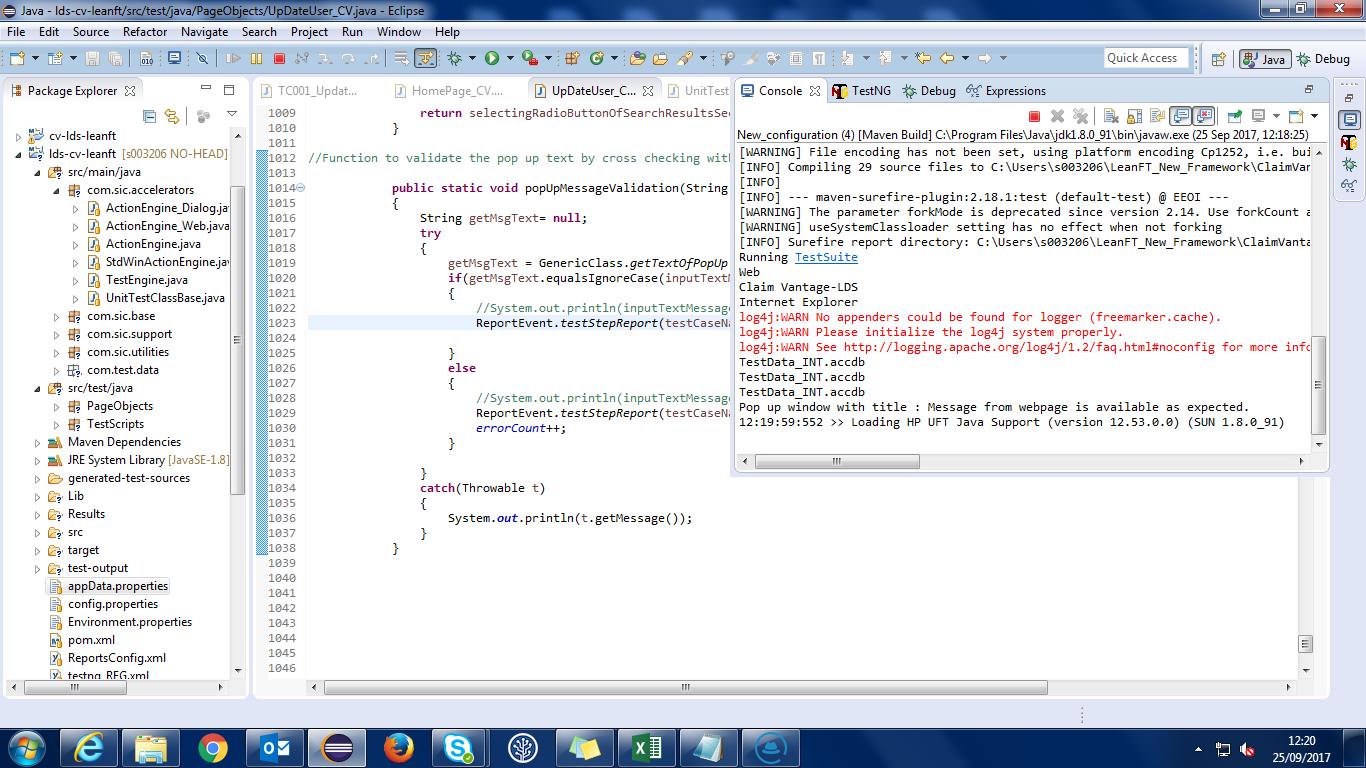 Java - lds-cv-leanft/src/test/java/PageObjects/UpDateUser_CV.java - Eclipse
File Edit Source Refactor Navigate Search Project Run Window Help
Quick Access
Java
Debug
Package Explorer
cv-lds-leanft
lds-cv-leanft [s003206 NO-HEAD]
src/main/java
com.sic.accelerators
ActionEngine_Dialog.ja
ActionEngine_Web.java
ActionEngine.java
StdWinActionEngine.jav
TestEngine.java
UnitTestClassBase.java
com.sic.base
com.sic.support
com.sic.utilities
com.test.data
src/test/java
PageObjects
TestScripts
Maven Dependencies
JRE System Library [JavaSE-1.8]
generated-test-sources
Lib
Results
src
target
test-output
appData.properties
config.properties
Environment.properties
pom.xml
ReportsConfig.xml
testng_REG.xml
TC001_Updat...
HomePage_CV....
UpDateUser_C...
UnitTest
1009 return selectingRadioButtonOfSearchResultsSe
1010 }
1011
1012 //Function to validate the pop up text by cross checking wit
1013
1014 public static void popUpMessageValidation(String
1015 {
1016 String getMsgText= null;
1017 try
1018 {
1019 getMsgText = GenericClass.getTextOfPopUp
1020 if(getMsgText.equalsIgnoreCase(inputTextM
1021 {
1022 //System.out.println(inputTextMessage
1023 ReportEvent.testStepReport(testCaseNa
1024
1025 }
1026 else
1027 {
1028 //System.out.println(inputTextMessage
1029 ReportEvent.testStepReport(testCaseNa
1030 errorCount++;
1031 }
1032
1033 }
1034 catch(Throwable t)
1035 {
1036 System.out.println(t.getMessage());
1037 }
1038 }
1039
1040
1041
1042
1043
1044
1045
1046
Console
TestNG
Debug
Expressions
New_configuration (4) [Maven Build] C:\Program Files\Java\jdk1.8.0_91\bin\javaw.exe (25 Sep 2017, 12:18:25)
[WARNING] File encoding has not been set, using platform encoding Cp1252, i.e. bui
[INFO] Compiling 29 source files to C:\Users\s003206\LeanFT_New_Framework\ClaimVan
[INFO]
[INFO] --- maven-surefire-plugin:2.18.1:test (default-test) @ EEOI ---
[WARNING] The parameter forkMode is deprecated since version 2.14. Use forkCount a
[WARNING] useSystemClassloader setting has no effect when not forking
[INFO] Surefire report directory: C:\Users\s003206\LeanFT_New_Framework\ClaimVanta
Running TestSuite
Web
Claim Vantage-LDS
Internet Explorer
log4j:WARN No appenders could be found for logger (freemarker.cache).
log4j:WARN Please initialize the log4j system properly.
log4j:WARN See http://logging.apache.org/log4j/1.2/faq.html#noconfig for more info
TestData_INT.accdb
TestData_INT.accdb
TestData_INT.accdb
Pop up window with title : Message from webpage is available as expected.
12:19:59:552 >> Loading HP UFT Java Support (version 12.53.0.0) (SUN 1.8.0_91)
12:20
25/09/2017